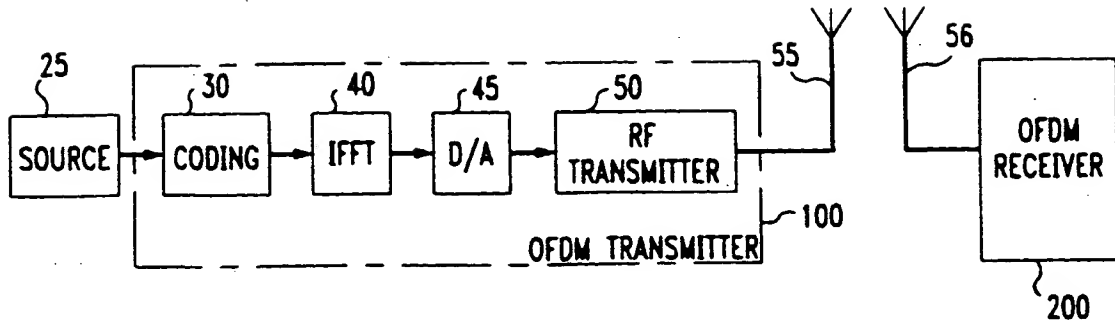 25
30
40
45
50
55
56
SOURCE
CODING
IFFT
D/A
RF
TRANSMITTER
OFDM
RECEIVER
100
OFDM TRANSMITTER
200